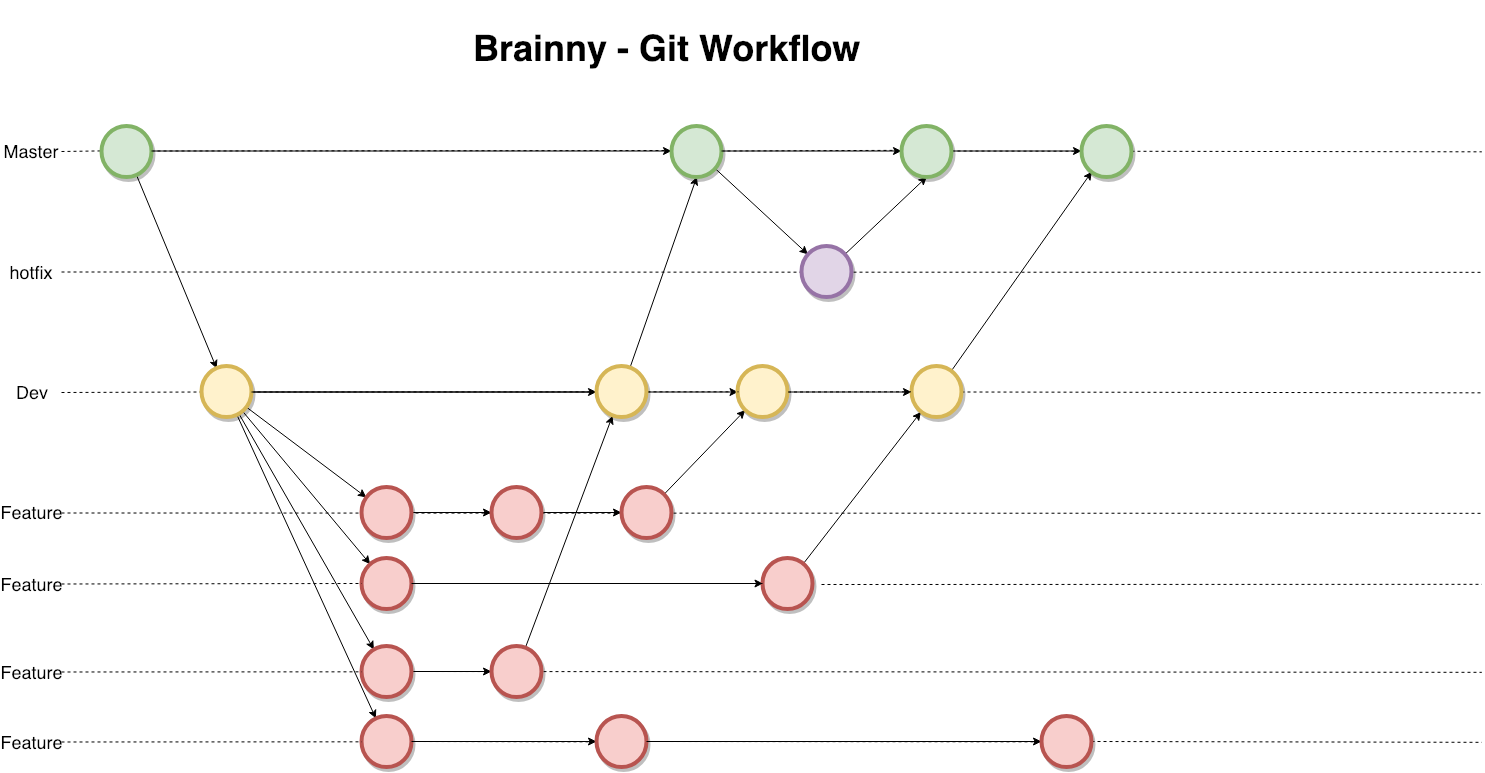 Brainny - Git Workflow
Master
hotfix
Dev
Feature
Feature
Feature
Feature